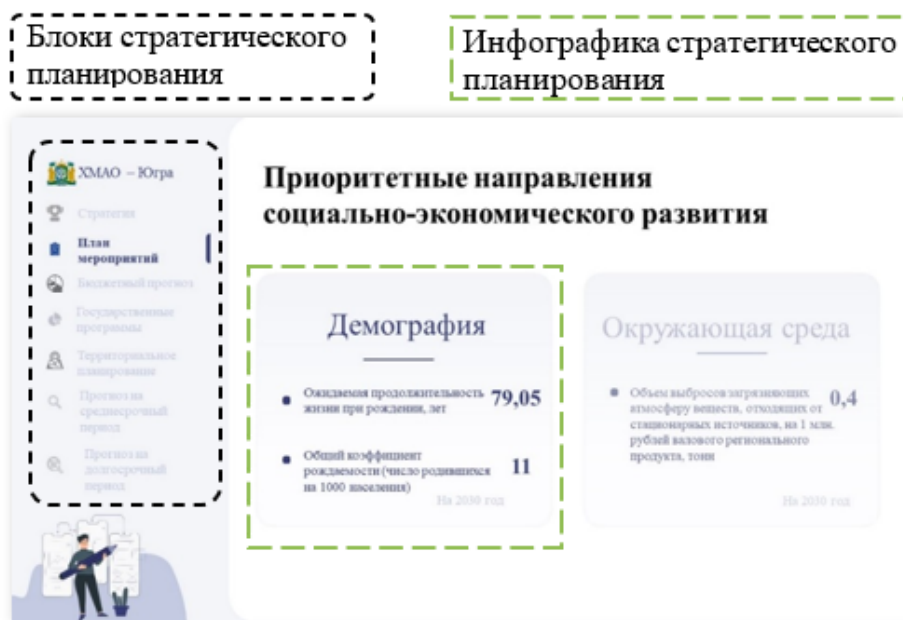 Блоки стратегического
планирования
Инфографика стратегического
планирования
ХМАО – Югра
Стратегия
План
мероприятий
Бюджетный прогноз
Государственные
программы
Территориальное
планирование
Прогноз на
среднесрочный
период
Прогноз на
долгосрочный
период
Приоритетные направления
социально-экономического развития
Демография
Ожидаемая продолжительность 79,05
жизни при рождении, лет
Общий коэффициент
рождаемости (число родившихся 11
на 1000 населения)
На 2030 год
Окружающая среда
Объем выбросов загрязняющих 0,4
атмосферу веществ, отходящих от
стационарных источников, на 1 млн.
рублей валового регионального
продукта, тонн
На 2030 год